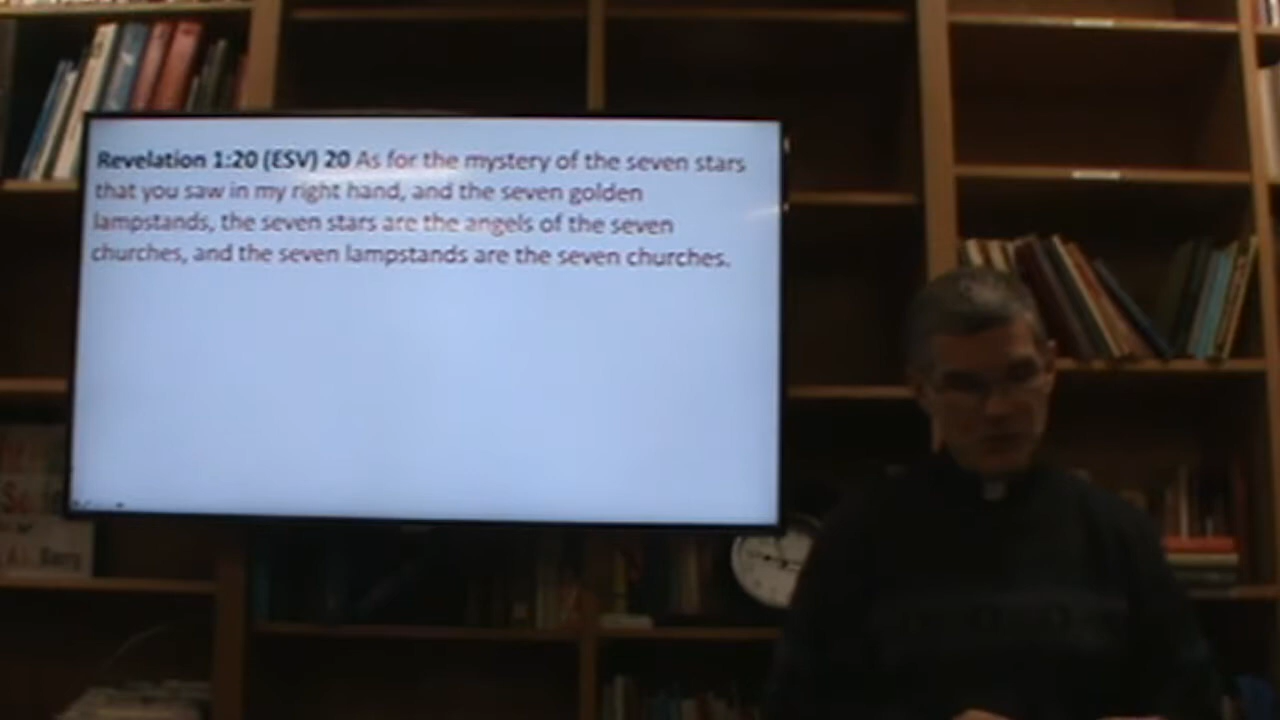 Revelation 1:20 (ESV) 20 As for the mystery of the seven stars
that you saw in my right hand, and the seven golden
lampstands, the seven stars are the angels of the seven
churches, and the seven lampstands are the seven churches.